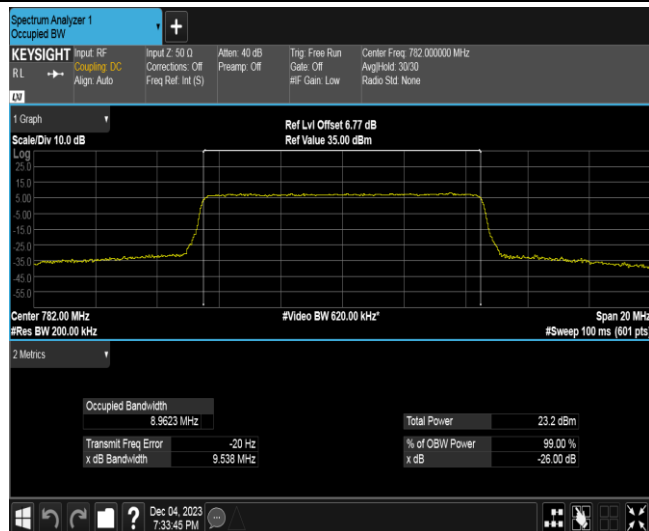 Spectrum Analyzer 1
Occupied BW
+
KEYSIGHT Input: RF Input Z: 50 Ω Atten: 40 dB Trig: Free Run Center Freq: 782.000000 MHz
RL Coupling: DC Corrections: Off Preamp: Off Gate: Off Avg|Hold: 30/30
Align: Auto Freq Ref: Int (S) #IF Gain: Low Radio Std: None
LXI
1 Graph
Ref Lvl Offset 6.77 dB
Scale/Div 10.0 dB Ref Value 35.00 dBm
Log
25.0
15.0
5.00
-5.00
-15.0
-25.0
-35.0
-45.0
-55.0
Center 782.00 MHz #Video BW 620.00 kHz* Span 20 MHz
#Res BW 200.00 kHz #Sweep 100 ms (601 pts)
2 Metrics
Occupied Bandwidth
8.9623 MHz Total Power 23.2 dBm
Transmit Freq Error -20 Hz % of OBW Power 99.00 %
x dB Bandwidth 9.538 MHz x dB -26.00 dB
? Dec 04, 2023
7:33:45 PM